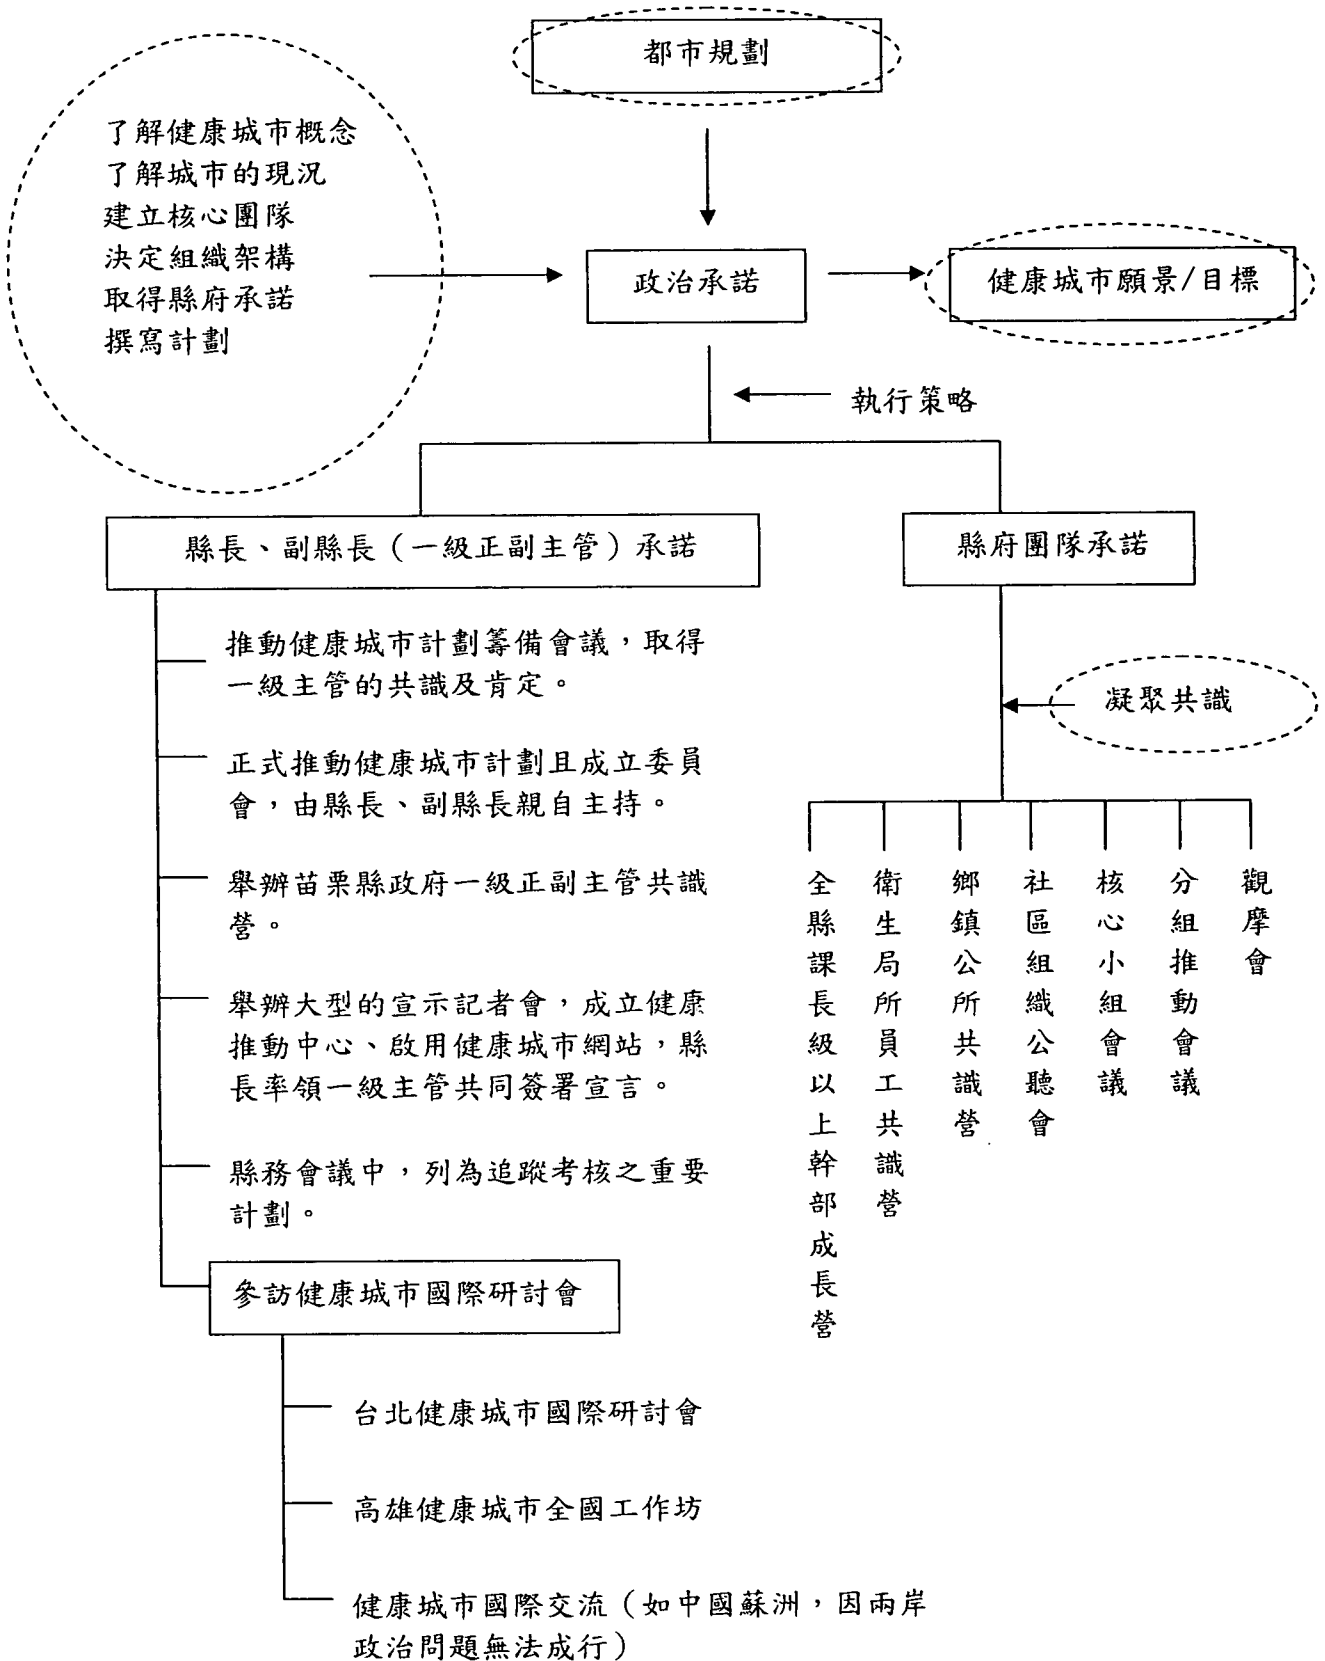 都市規劃
了解健康城市概念
了解城市的現況
建立核心團隊
決定組織架構
取得縣府承諾
撰寫計劃
政治承諾
健康城市願景/目標
執行策略
縣長、副縣長（一級正副主管）承諾
縣府團隊承諾
推動健康城市計劃籌備會議，取得
一級主管的共識及肯定。
正式推動健康城市計劃且成立委員
會，由縣長、副縣長親自主持。
舉辦苗栗縣政府一級正副主管共識
營。
舉辦大型的宣示記者會，成立健康
推動中心、啟用健康城市網站，縣
長率領一級主管共同簽署宣言。
縣務會議中，列為追蹤考核之重要
計劃。
參訪健康城市國際研討會
台北健康城市國際研討會
高雄健康城市全國工作坊
健康城市國際交流（如中國蘇洲，因兩岸
政治問題無法成行）
凝聚共識
全縣課長級以上幹部成長營
衛生局所員工共識營
鄉鎮公所共識營
社區組織公聽會
核心小組會議
分組推動會議
觀摩會